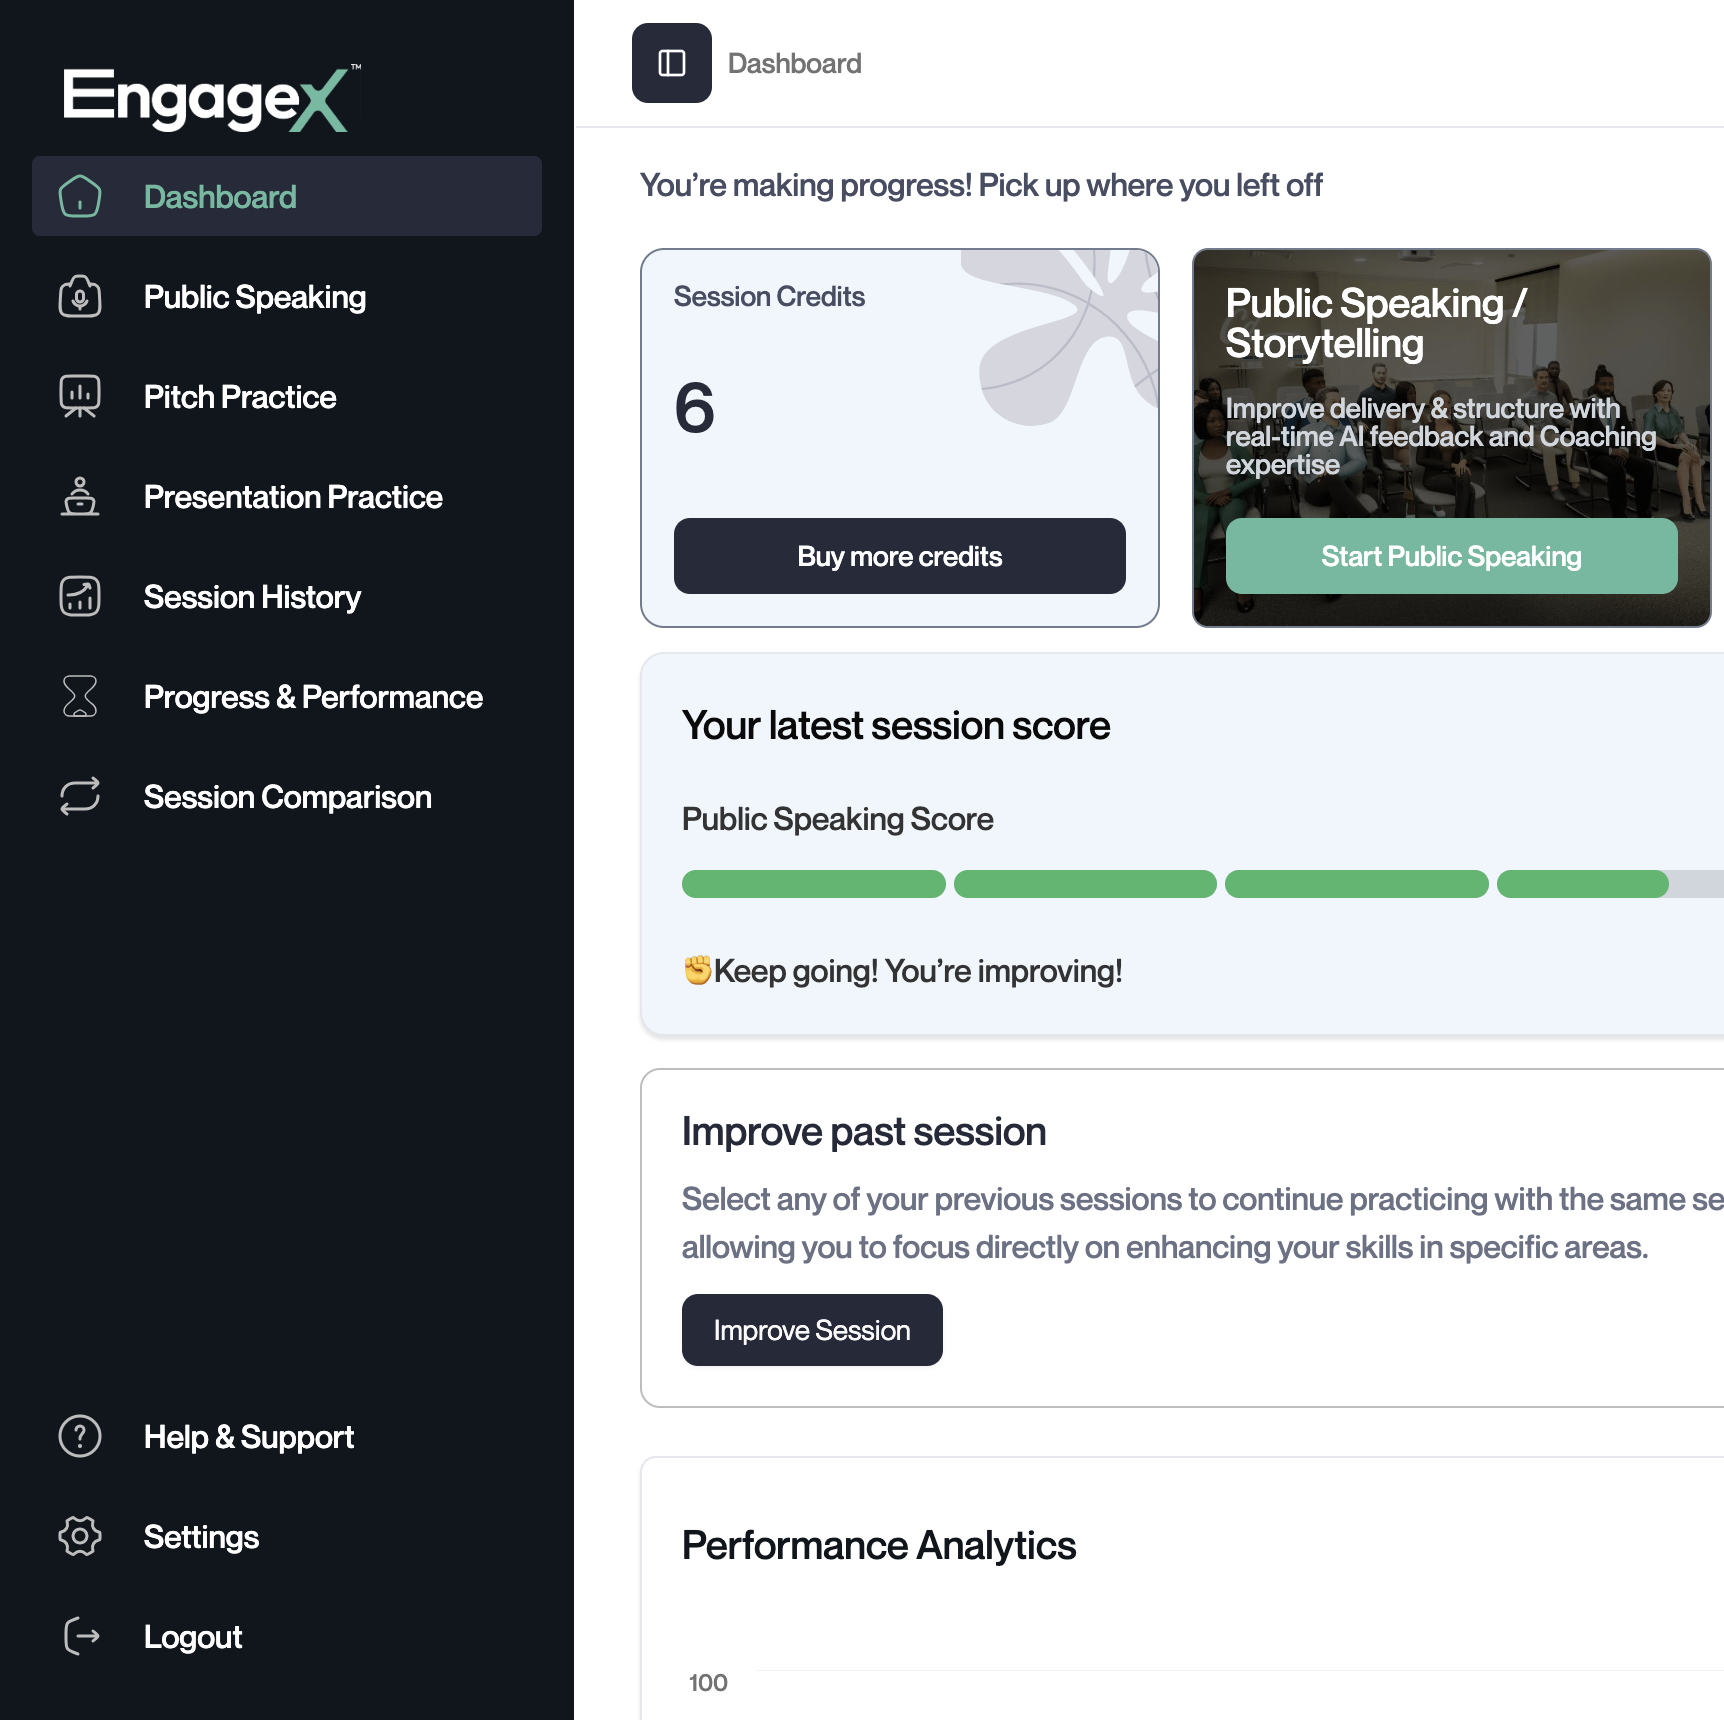 EngageX™
Dashboard
Public Speaking
Pitch Practice
Presentation Practice
Session History
Progress & Performance
Session Comparison
Help & Support
Settings
Logout
Dashboard
You’re making progress! Pick up where you left off
Session Credits
6
Buy more credits
Public Speaking /
Storytelling
Improve delivery & structure with
real-time AI feedback and Coaching
expertise
Start Public Speaking
Your latest session score
Public Speaking Score
✊Keep going! You’re improving!
Improve past session
Select any of your previous sessions to continue practicing with the same se
allowing you to focus directly on enhancing your skills in specific areas.
Improve Session
Performance Analytics
100